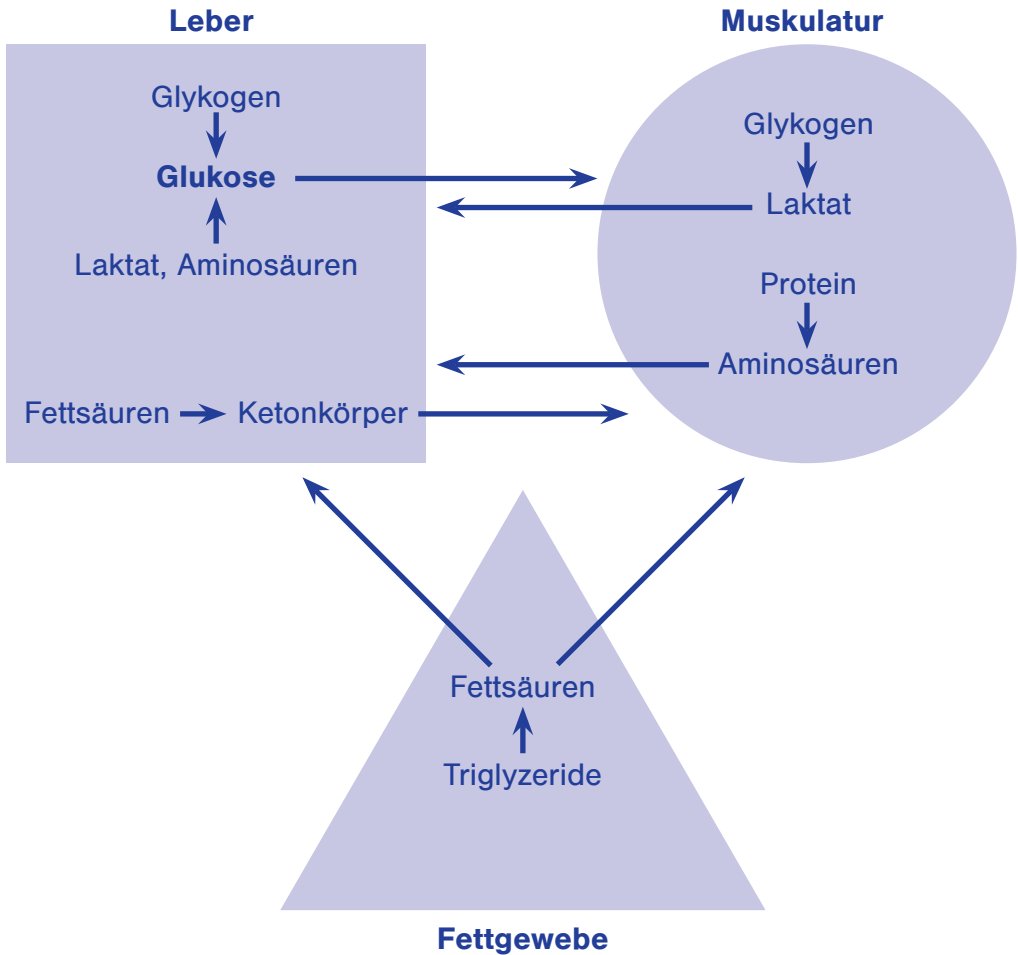 Leber
Muskulatur
Glykogen
Glukose
Laktat, Aminosäuren
Fettsäuren
Ketonkörper
Glykogen
Laktat
Protein
Aminosäuren
Fettsäuren
Triglyzeride
Fettgewebe